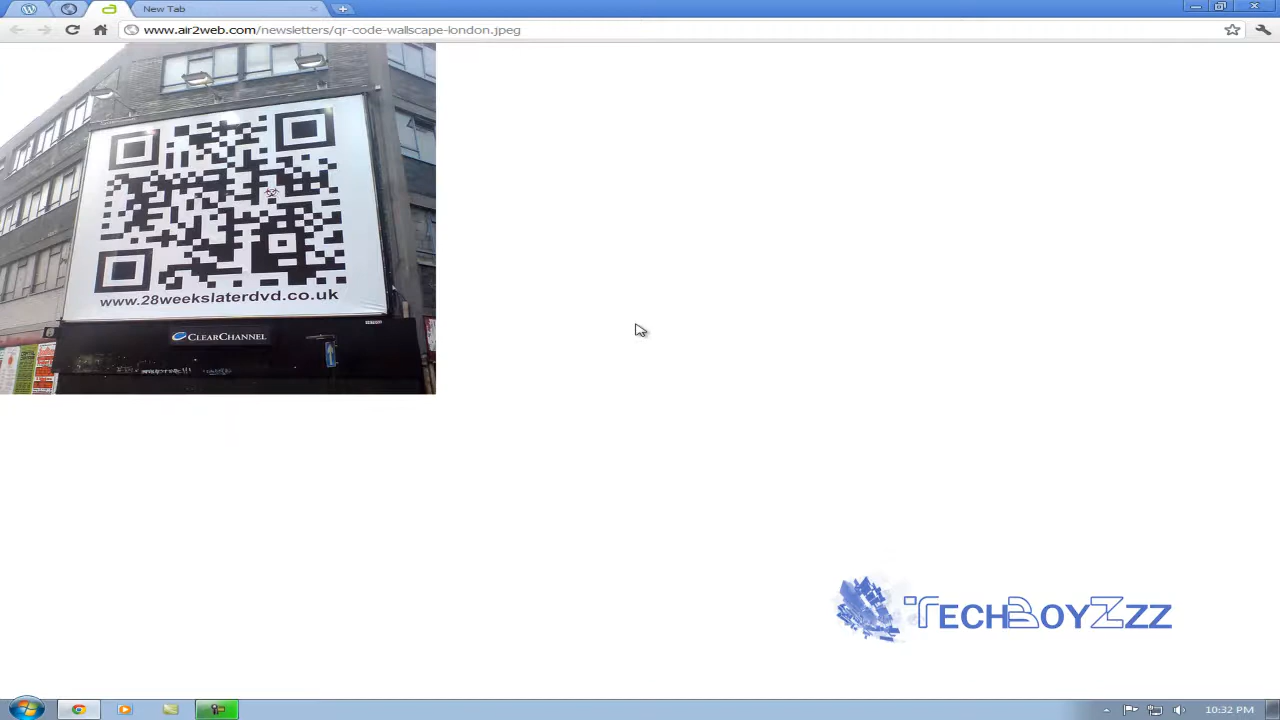 New Tab
www.air2web.com/newsletters/qr-code-wallscape-london.jpeg
www.28weekslaterdvd.co.uk
CLEARCHANNEL
TECHBOYZZZ
10:32 PM